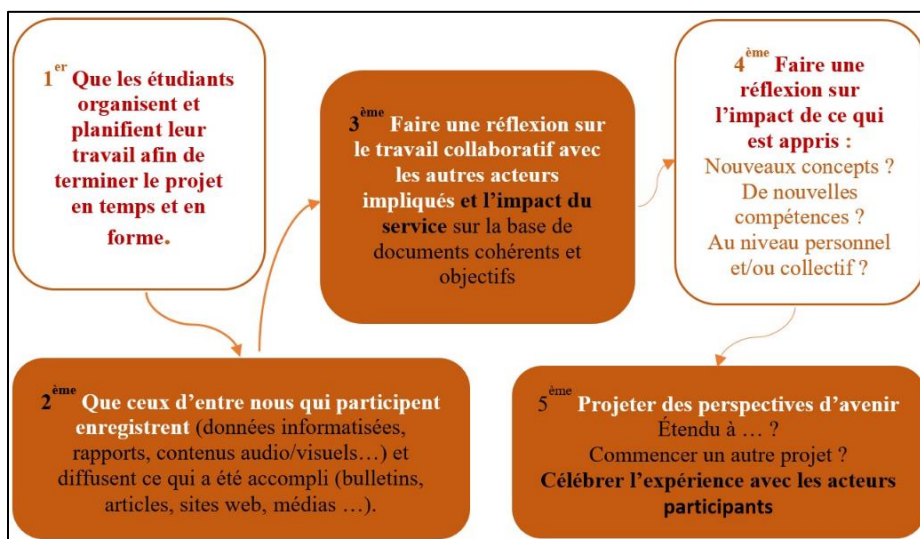 1er Que les étudiants
organisent et
planifient leur
travail afin de
terminer le projet
en temps et en
forme.
2ème Que ceux d’entre nous qui participent
enregistrent (données informatisées,
rapports, contenus audio/visuels…) et
diffusent ce qui a été accompli (bulletins,
articles, sites web, médias …).
3ème Faire une réflexion sur
le travail collaboratif avec
les autres acteurs
impliqués et l’impact du
service sur la base de
documents cohérents et
objectifs
4ème Faire une
réflexion sur
l’impact de ce qui
est appris :
Nouveaux concepts ?
De nouvelles
compétences ?
Au niveau personnel
et/ou collectif ?
5ème Projeter des perspectives d’avenir
Étendu à … ?
Commencer un autre projet ?
Célébrer l’expérience avec les acteurs
participants